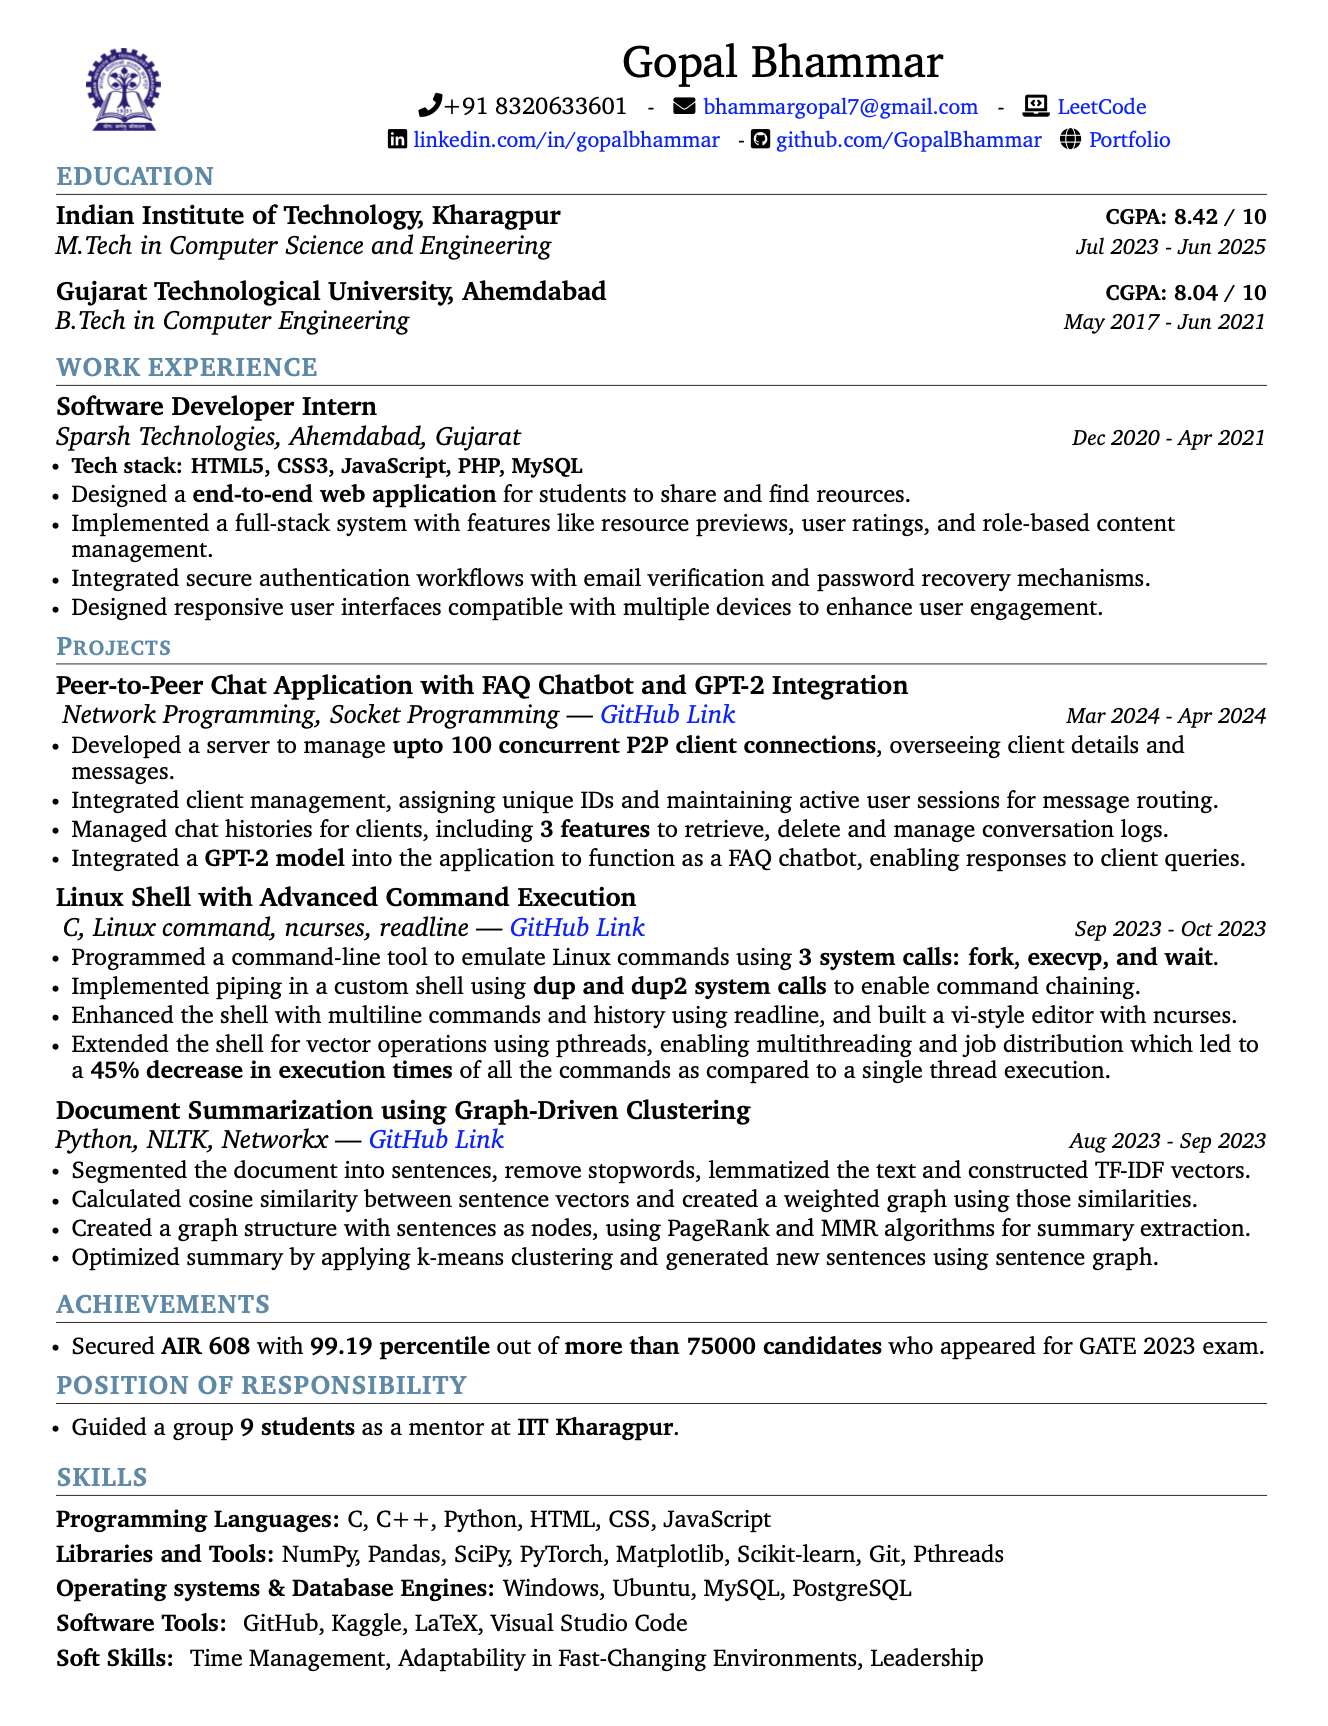 Gopal Bhammar
+91 8320633601 - bhammargopal7@gmail.com - LeetCode
linkedin.com/in/gopalbhammar - github.com/GopalBhammar Portfolio
EDUCATION
Indian Institute of Technology, Kharagpur CGPA: 8.42 / 10
M.Tech in Computer Science and Engineering Jul 2023 - Jun 2025
Gujarat Technological University, Ahemdabad CGPA: 8.04 / 10
B.Tech in Computer Engineering May 2017 - Jun 2021
WORK EXPERIENCE
Software Developer Intern
Sparsh Technologies, Ahemdabad, Gujarat Dec 2020 - Apr 2021
• Tech stack: HTML5, CSS3, JavaScript, PHP, MySQL
• Designed a end-to-end web application for students to share and find reources.
• Implemented a full-stack system with features like resource previews, user ratings, and role-based content
management.
• Integrated secure authentication workflows with email verification and password recovery mechanisms.
• Designed responsive user interfaces compatible with multiple devices to enhance user engagement.
PROJECTS
Peer-to-Peer Chat Application with FAQ Chatbot and GPT-2 Integration
Network Programming, Socket Programming — GitHub Link Mar 2024 - Apr 2024
• Developed a server to manage upto 100 concurrent P2P client connections, overseeing client details and
messages.
• Integrated client management, assigning unique IDs and maintaining active user sessions for message routing.
• Managed chat histories for clients, including 3 features to retrieve, delete and manage conversation logs.
• Integrated a GPT-2 model into the application to function as a FAQ chatbot, enabling responses to client queries.
Linux Shell with Advanced Command Execution
C, Linux command, ncurses, readline — GitHub Link Sep 2023 - Oct 2023
• Programmed a command-line tool to emulate Linux commands using 3 system calls: fork, execvp, and wait.
• Implemented piping in a custom shell using dup and dup2 system calls to enable command chaining.
• Enhanced the shell with multiline commands and history using readline, and built a vi-style editor with ncurses.
• Extended the shell for vector operations using pthreads, enabling multithreading and job distribution which led to
a 45% decrease in execution times of all the commands as compared to a single thread execution.
Document Summarization using Graph-Driven Clustering
Python, NLTK, Networkx — GitHub Link Aug 2023 - Sep 2023
• Segmented the document into sentences, remove stopwords, lemmatized the text and constructed TF-IDF vectors.
• Calculated cosine similarity between sentence vectors and created a weighted graph using those similarities.
• Created a graph structure with sentences as nodes, using PageRank and MMR algorithms for summary extraction.
• Optimized summary by applying k-means clustering and generated new sentences using sentence graph.
ACHIEVEMENTS
• Secured AIR 608 with 99.19 percentile out of more than 75000 candidates who appeared for GATE 2023 exam.
POSITION OF RESPONSIBILITY
• Guided a group 9 students as a mentor at IIT Kharagpur.
SKILLS
Programming Languages: C, C++, Python, HTML, CSS, JavaScript
Libraries and Tools: NumPy, Pandas, SciPy, PyTorch, Matplotlib, Scikit-learn, Git, Pthreads
Operating systems & Database Engines: Windows, Ubuntu, MySQL, PostgreSQL
Software Tools: GitHub, Kaggle, LaTeX, Visual Studio Code
Soft Skills: Time Management, Adaptability in Fast-Changing Environments, Leadership